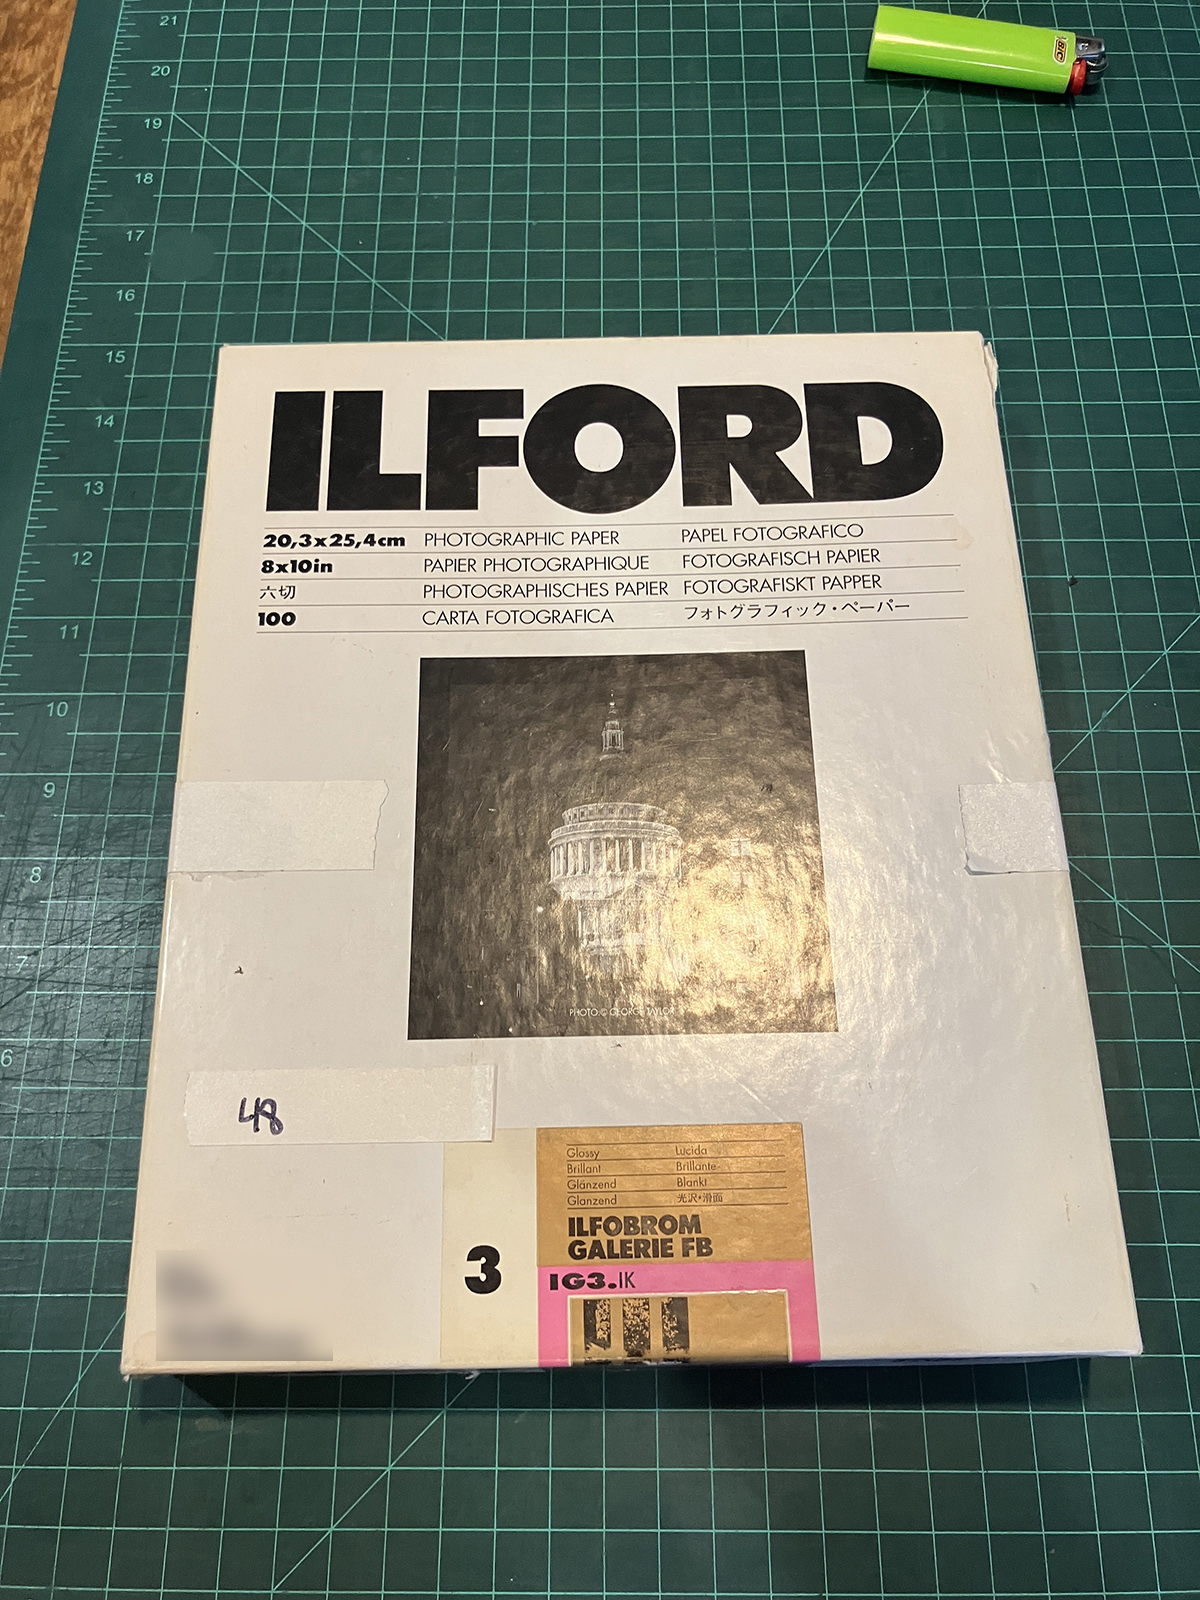 21
20
19
18
17
16
15
14
13
12
11
10
9
8
7
6
BIC
ILFORD
20,3x25,4cm PHOTOGRAPHIC PAPER PAPEL FOTOGRAFICO
8x10in PAPIER PHOTOGRAPHIQUE FOTOGRAFISCH PAPIER
六切 PHOTOGRAPHISCHES PAPIER FOTOGRAFISKT PAPPER
100 CARTA FOTOGRAFICA フォトグラフィック・ペーパー
PHOTO © GEORGE TAYLOR
48
Glossy Lucida
Brillant Brillante
Glänzend Blankt
Glanzend 光沢・滑面
ILFOBROM
GALERIE FB
3
IG3.1K